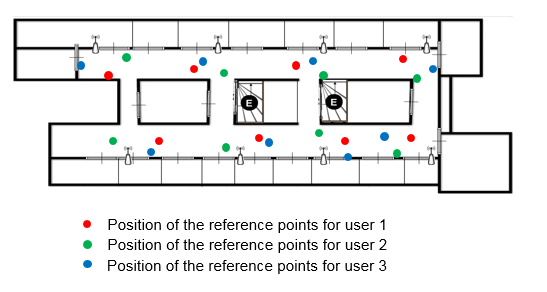 E
E
Position of the reference points for user 1
Position of the reference points for user 2
Position of the reference points for user 3